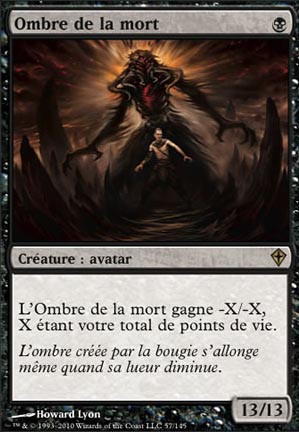 Ombre de la mort
Créature : avatar
L'Ombre de la mort gagne -X/-X,
X étant votre total de points de vie.
L'ombre créée par la bougie s'allonge
même quand sa lueur diminue.
Howard Lyon
™ & © 1993-2010 Wizards of the Coast LLC 57/145
13/13